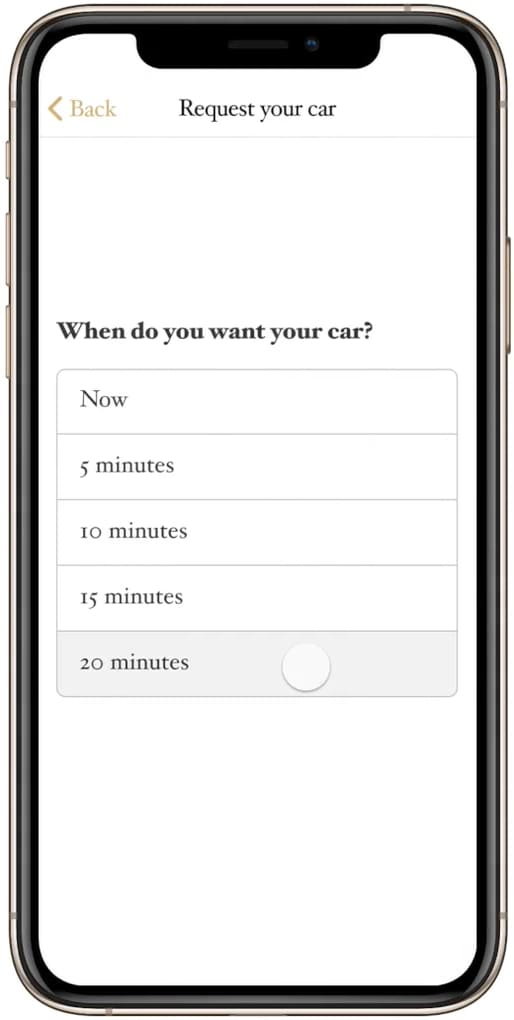 Back
Request your car
When do you want your car?
Now
5 minutes
10 minutes
15 minutes
20 minutes